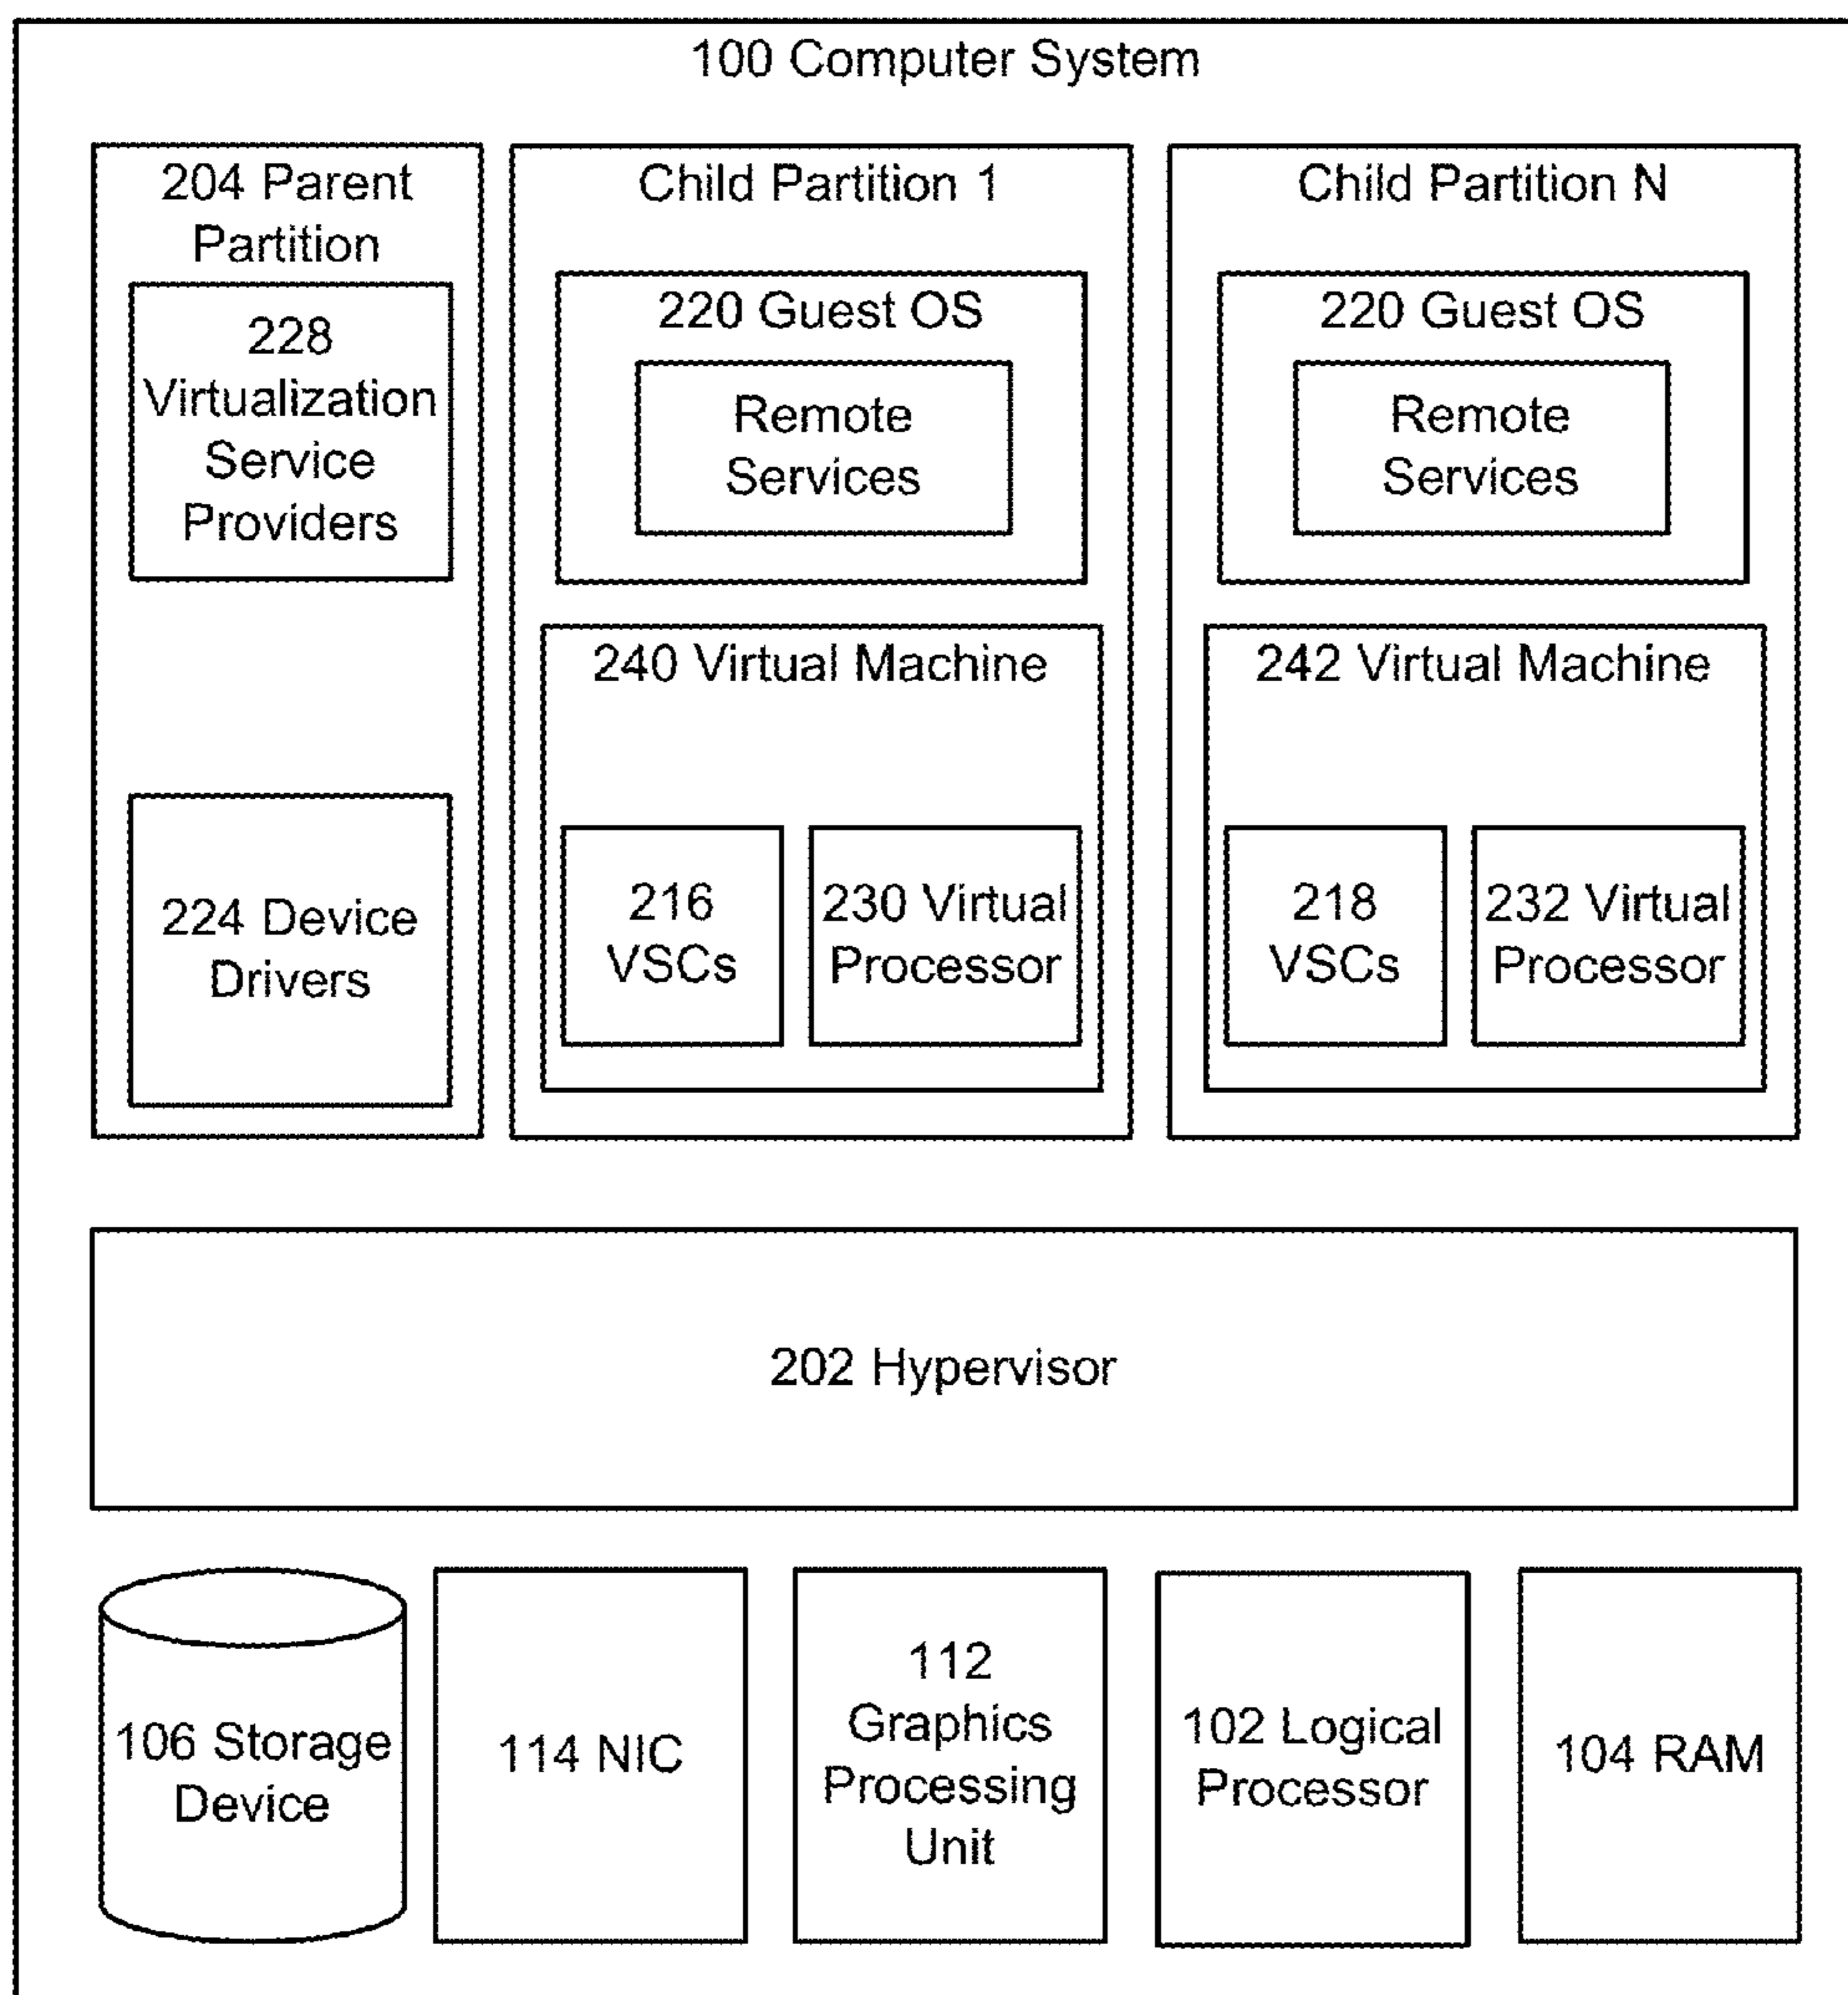 100 Computer System
204 Parent
Partition
228
Virtualization
Service
Providers
224 Device
Drivers
Child Partition 1
220 Guest OS
Remote
Services
240 Virtual Machine
216
VSCs
230 Virtual
Processor
Child Partition N
220 Guest OS
Remote
Services
242 Virtual Machine
218
VSCs
232 Virtual
Processor
202 Hypervisor
106 Storage
Device
114 NIC
112
Graphics
Processing
Unit
102 Logical
Processor
104 RAM